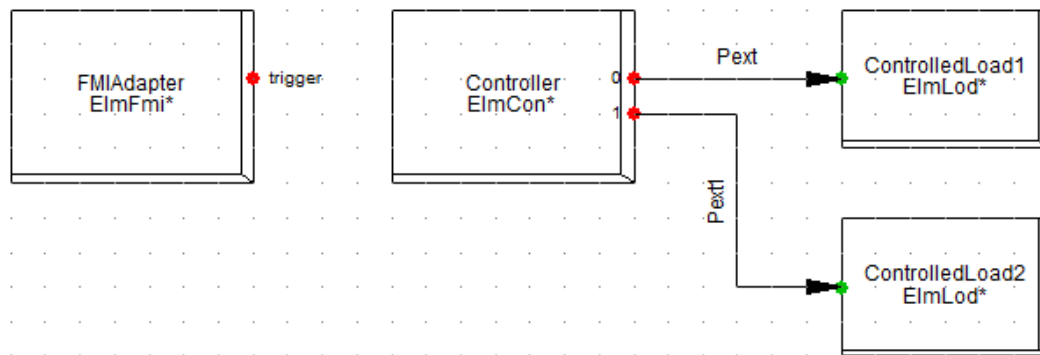 FMIAdapter
ElmFmi*
trigger
Controller
ElmCon*
0
1
Pext
Pext1
ControlledLoad1
ElmLod*
ControlledLoad2
ElmLod*